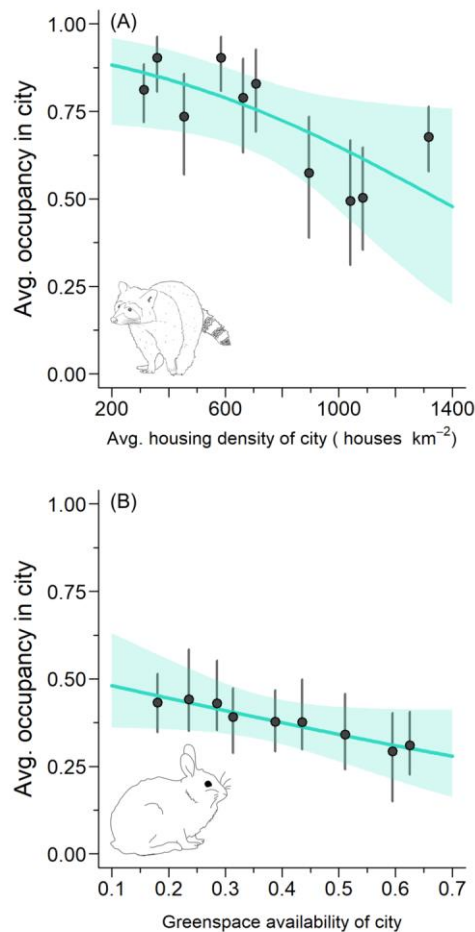 (A)
Avg. occupancy in city
1.00
0.75
0.50
0.25
0.00
200 600 1000 1400
Avg. housing density of city ( houses km⁻²)
(B)
Avg. occupancy in city
1.00
0.75
0.50
0.25
0.00
0.1 0.2 0.3 0.4 0.5 0.6 0.7
Greenspace availability of city